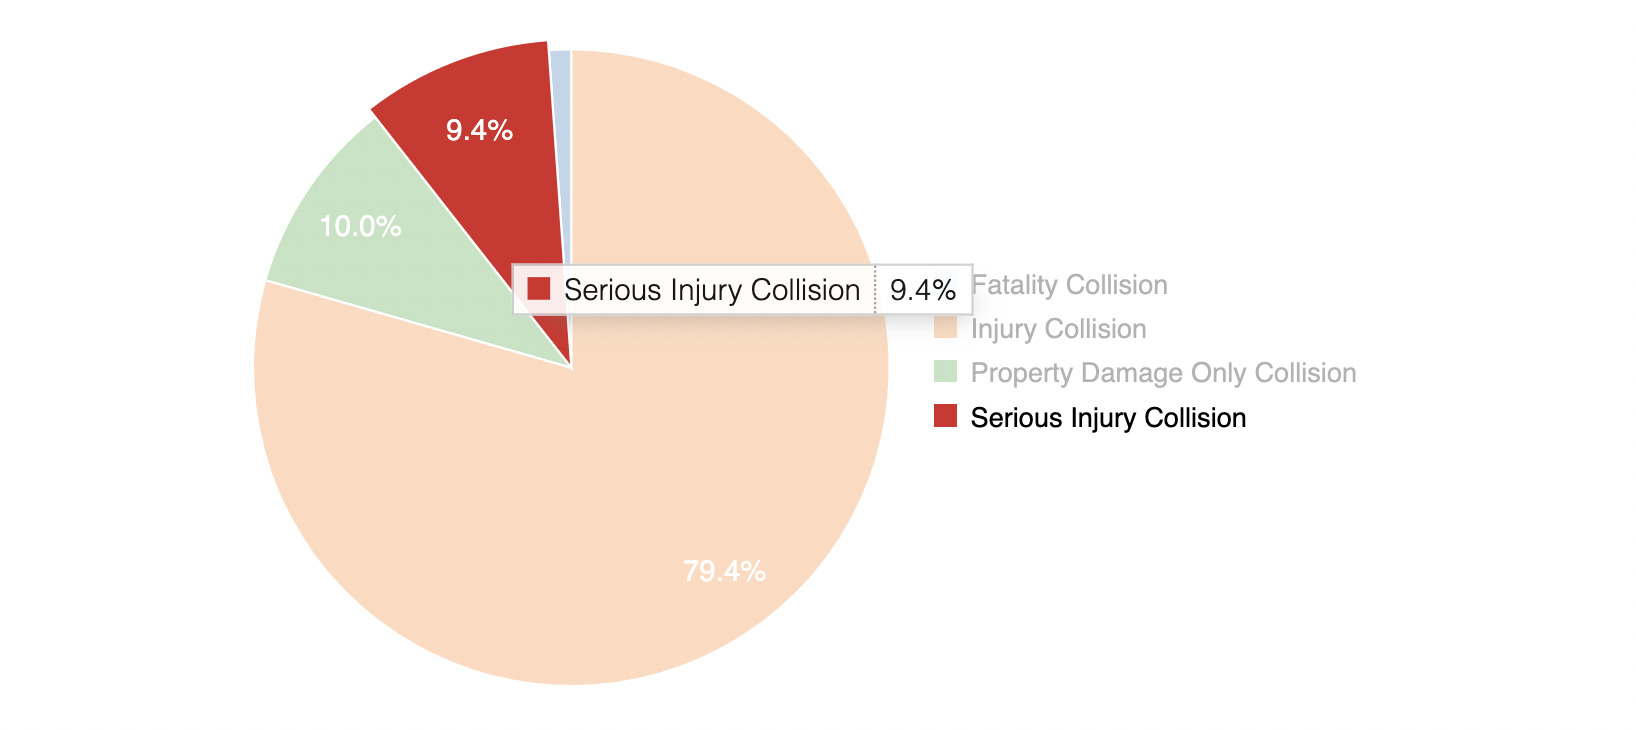 9.4%
10.0%
Serious Injury Collision 9.4%
Fatality Collision
Injury Collision
Property Damage Only Collision
Serious Injury Collision
79.4%